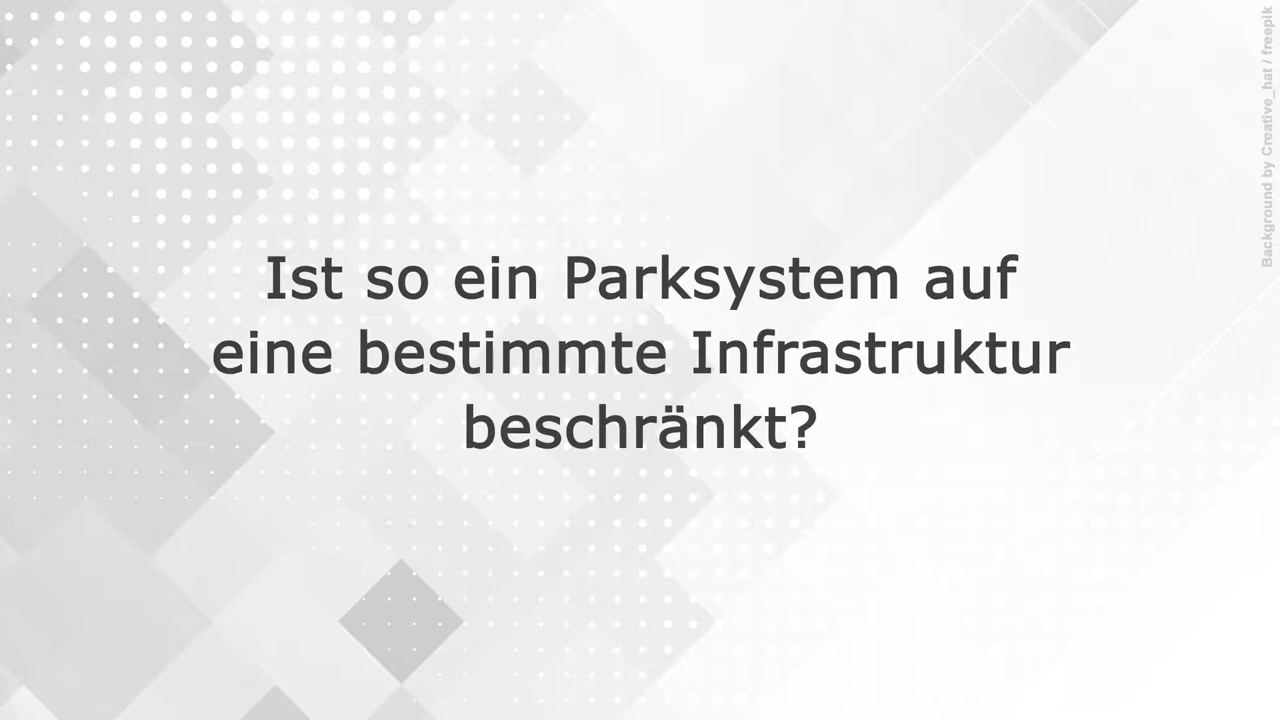 Ist so ein Parksystem auf
eine bestimmte Infrastruktur
beschränkt?
Background by Creative_hat / freepik